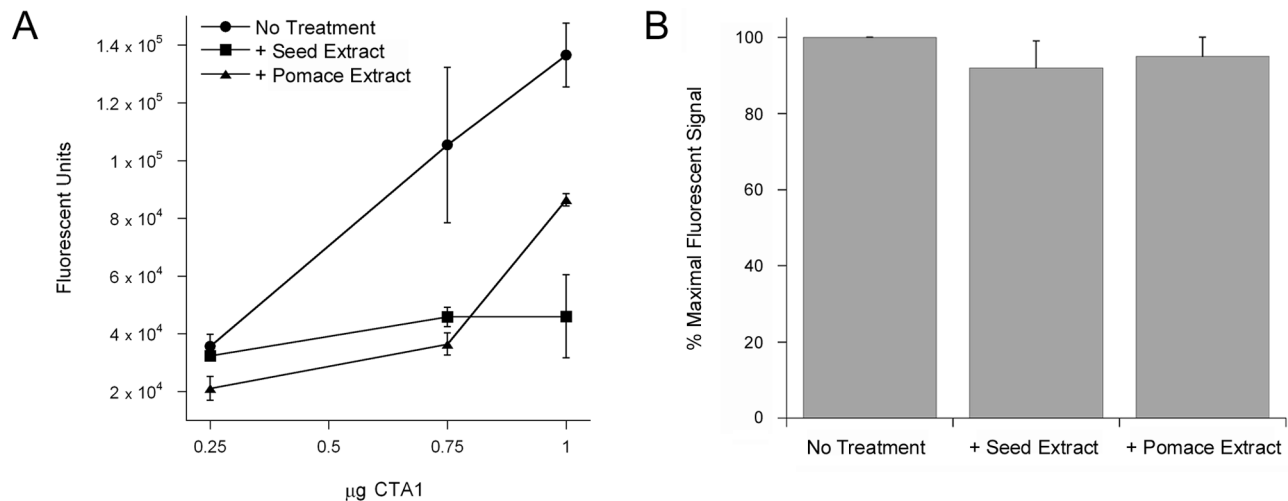 A
No Treatment
+ Seed Extract
+ Pomace Extract
1.4 x 10⁵
1.2 x 10⁵
1 x 10⁵
8 x 10⁴
6 x 10⁴
4 x 10⁴
2 x 10⁴
Fluorescent Units
0.25
0.5
0.75
1
μg CTA1
B
100
80
60
40
20
0
% Maximal Fluorescent Signal
No Treatment
+ Seed Extract
+ Pomace Extract